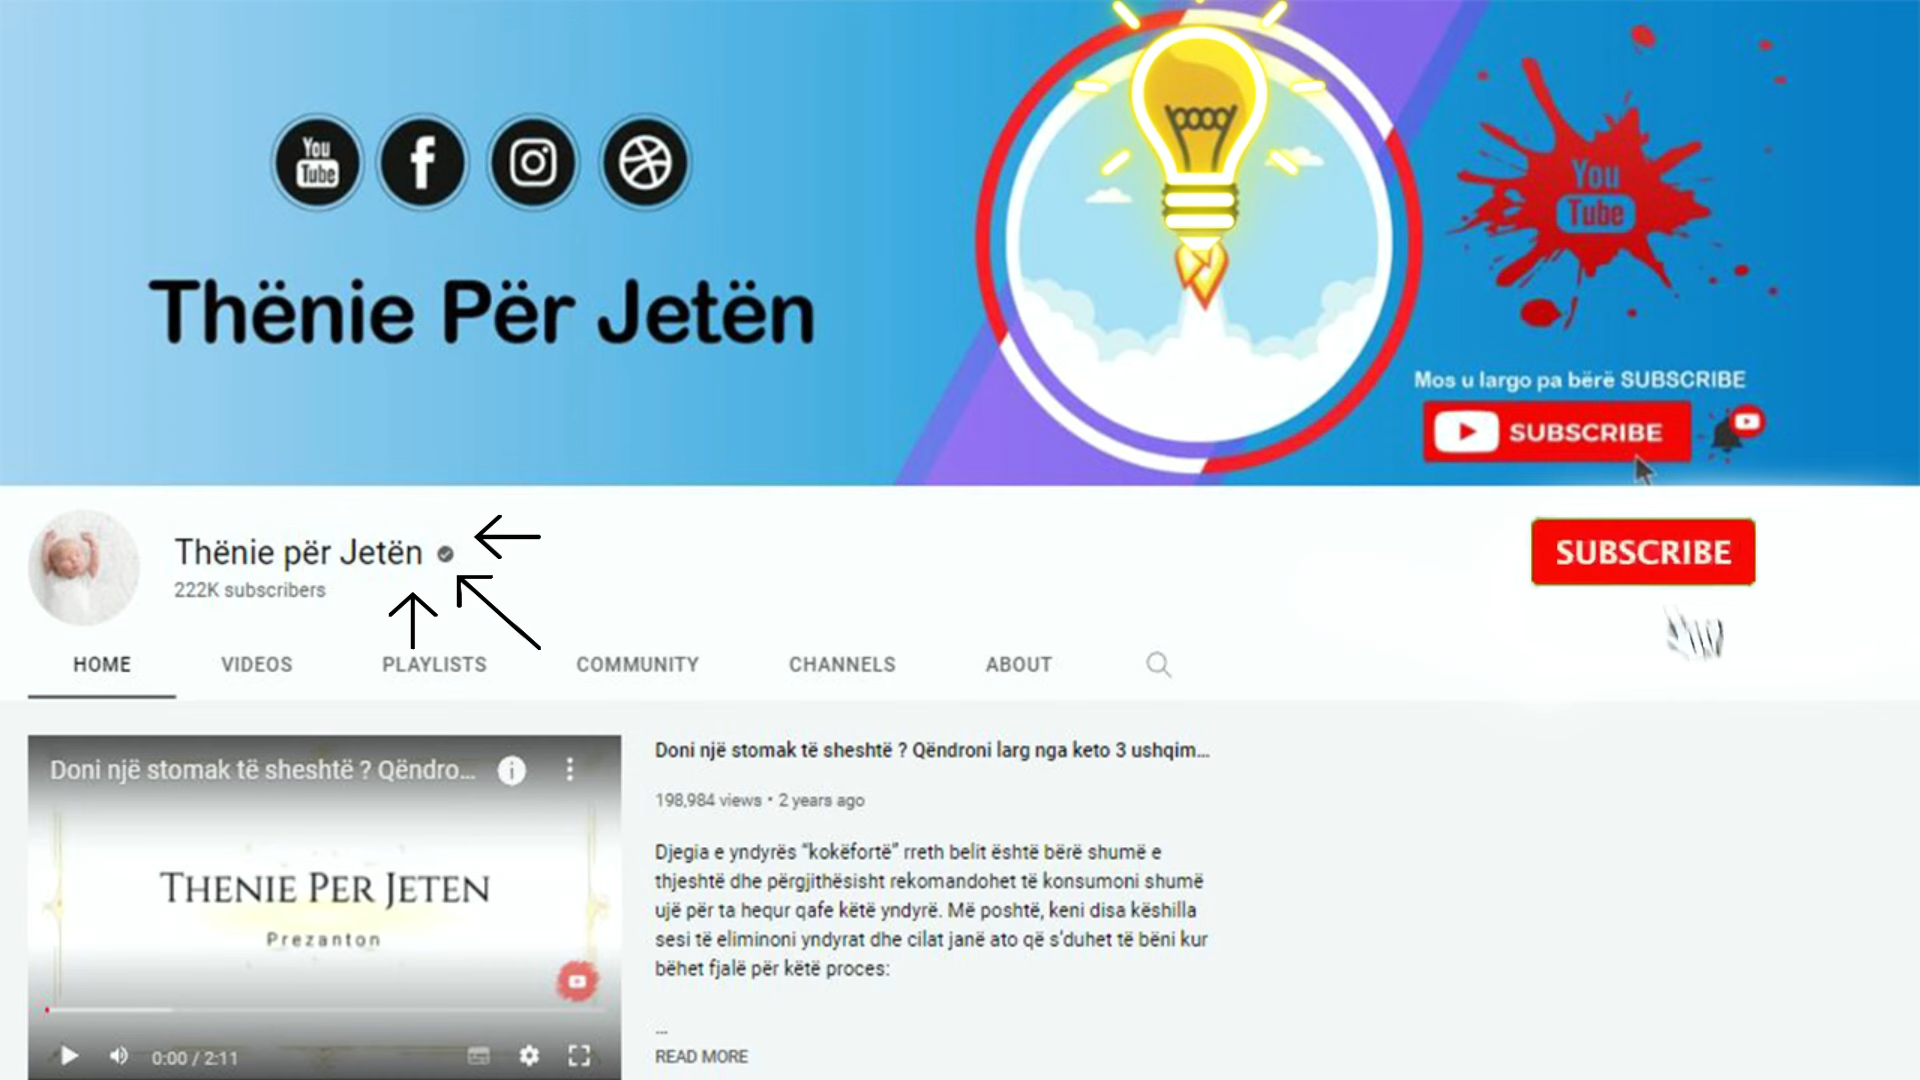 You
Tube
Thënie Për Jetën
You
Tube
Mos u largo pa bërë SUBSCRIBE
SUBSCRIBE
Thënie për Jetën
222K subscribers
SUBSCRIBE
HOME VIDEOS PLAYLISTS COMMUNITY CHANNELS ABOUT
Doni një stomak të sheshtë ? Qëndro...
THENIE PER JETEN
Prezanton
0:00 / 2:11
Doni një stomak të sheshtë ? Qëndroni larg nga keto 3 ushqim...
198,984 views • 2 years ago
Djegia e yndyrës “kokëfortë” rreth belit është bërë shumë e
thjeshtë dhe përgjithësisht rekomandohet të konsumoni shumë
ujë për ta hequr qafe këtë yndyrë. Më poshtë, keni disa këshilla
sesi të eliminoni yndyrat dhe cilat janë ato që s'duhet të bëni kur
bëhet fjalë për këtë proces:
...
READ MORE